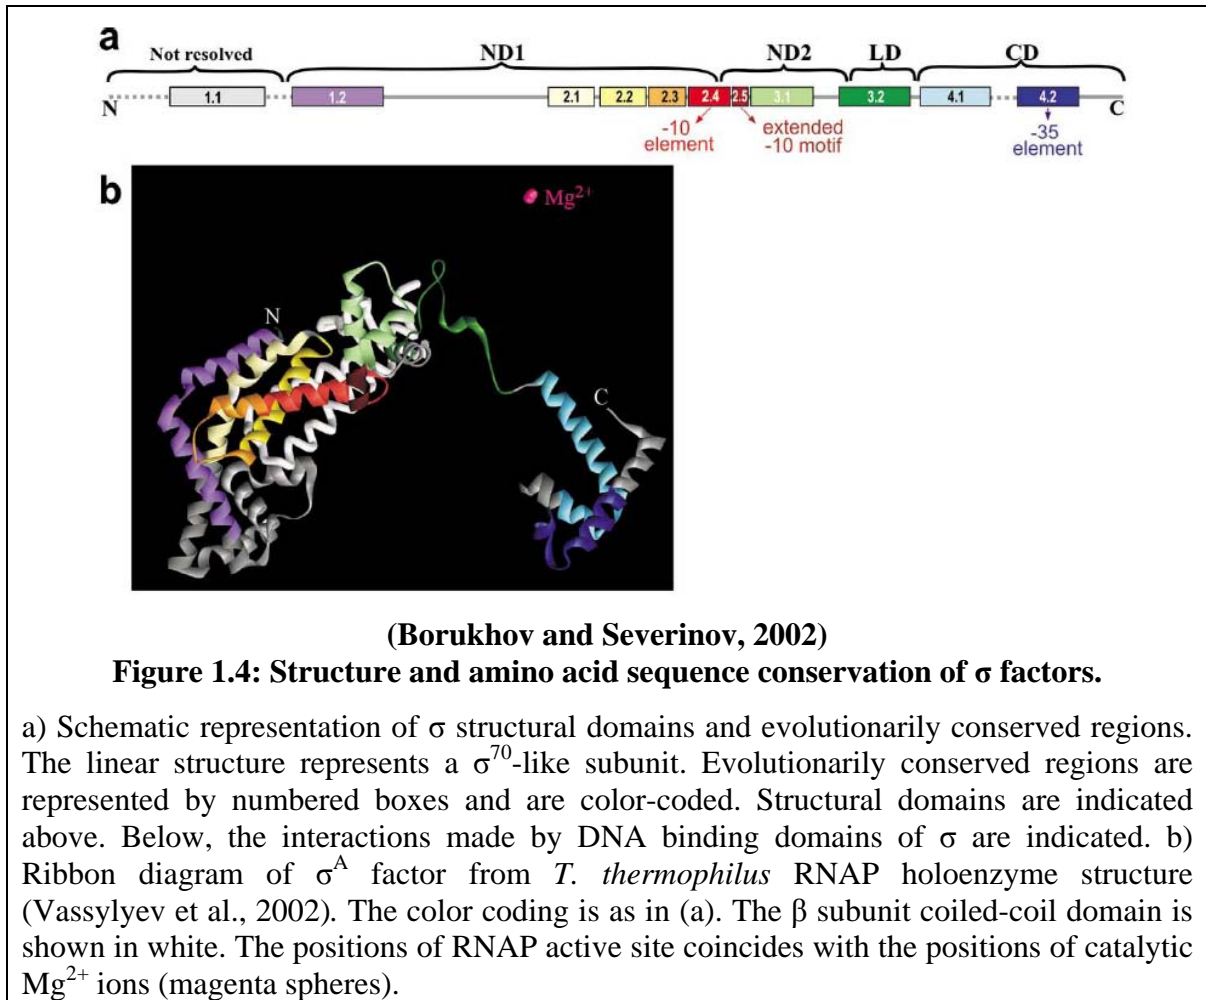 a
Not resolved ND1 ND2 LD CD
N 1.1 1.2 2.1 2.2 2.3 2.4 2.5 3.1 3.2 4.1 4.2 C
-10 element
extended -10 motif
-35 element
b
Mg²⁺
N
C
(Borukhov and Severinov, 2002)
Figure 1.4: Structure and amino acid sequence conservation of σ factors.
a) Schematic representation of σ structural domains and evolutionarily conserved regions.
The linear structure represents a σ⁷⁰-like subunit. Evolutionarily conserved regions are
represented by numbered boxes and are color-coded. Structural domains are indicated
above. Below, the interactions made by DNA binding domains of σ are indicated. b)
Ribbon diagram of σᴬ factor from T. thermophilus RNAP holoenzyme structure
(Vassylyev et al., 2002). The color coding is as in (a). The β subunit coiled-coil domain is
shown in white. The positions of RNAP active site coincides with the positions of catalytic
Mg²⁺ ions (magenta spheres).